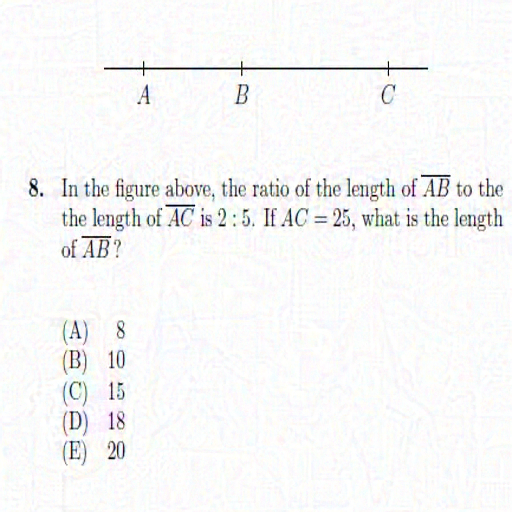 A B C
8. In the figure above, the ratio of the length of AB to the
the length of AC is 2 : 5. If AC = 25, what is the length
of AB?
(A) 8
(B) 10
(C) 15
(D) 18
(E) 20